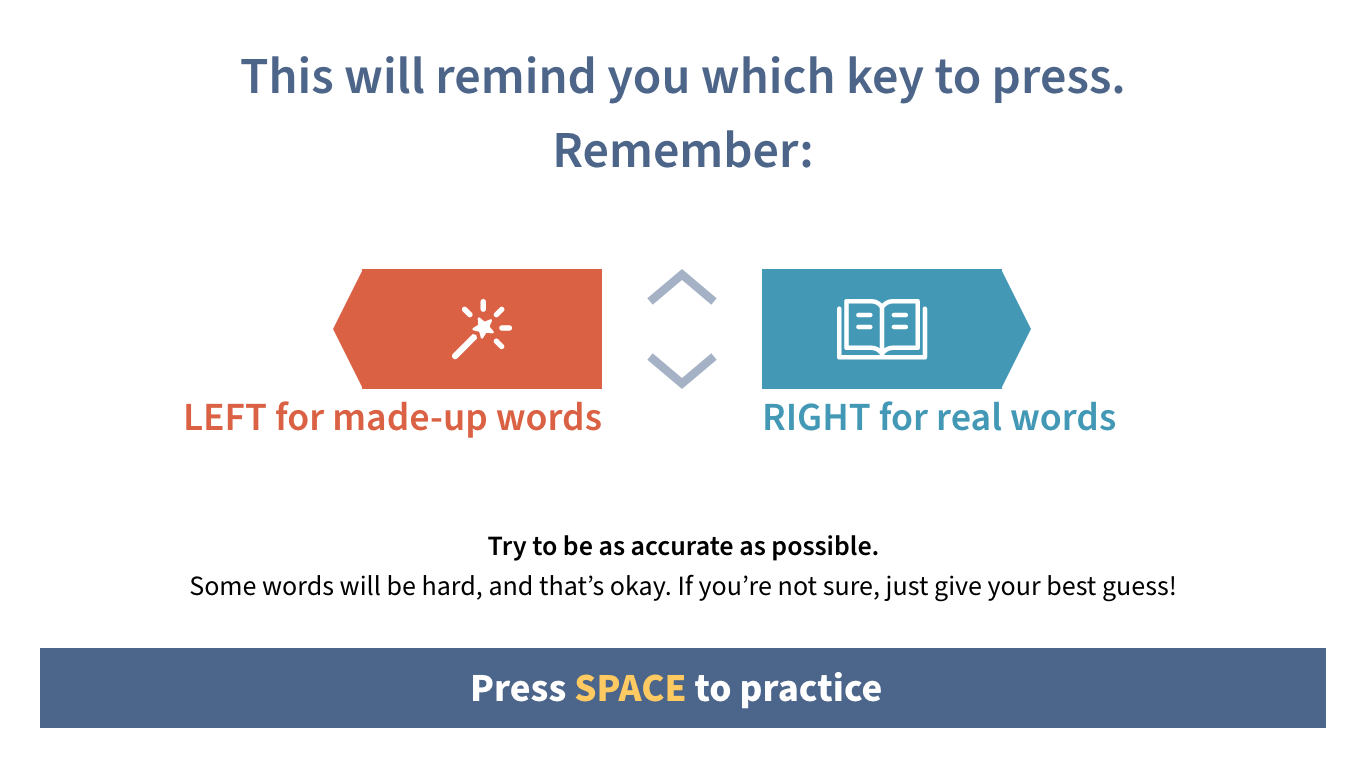 This will remind you which key to press.
Remember:
LEFT for made-up words
RIGHT for real words
Try to be as accurate as possible.
Some words will be hard, and that’s okay. If you’re not sure, just give your best guess!
Press SPACE to practice